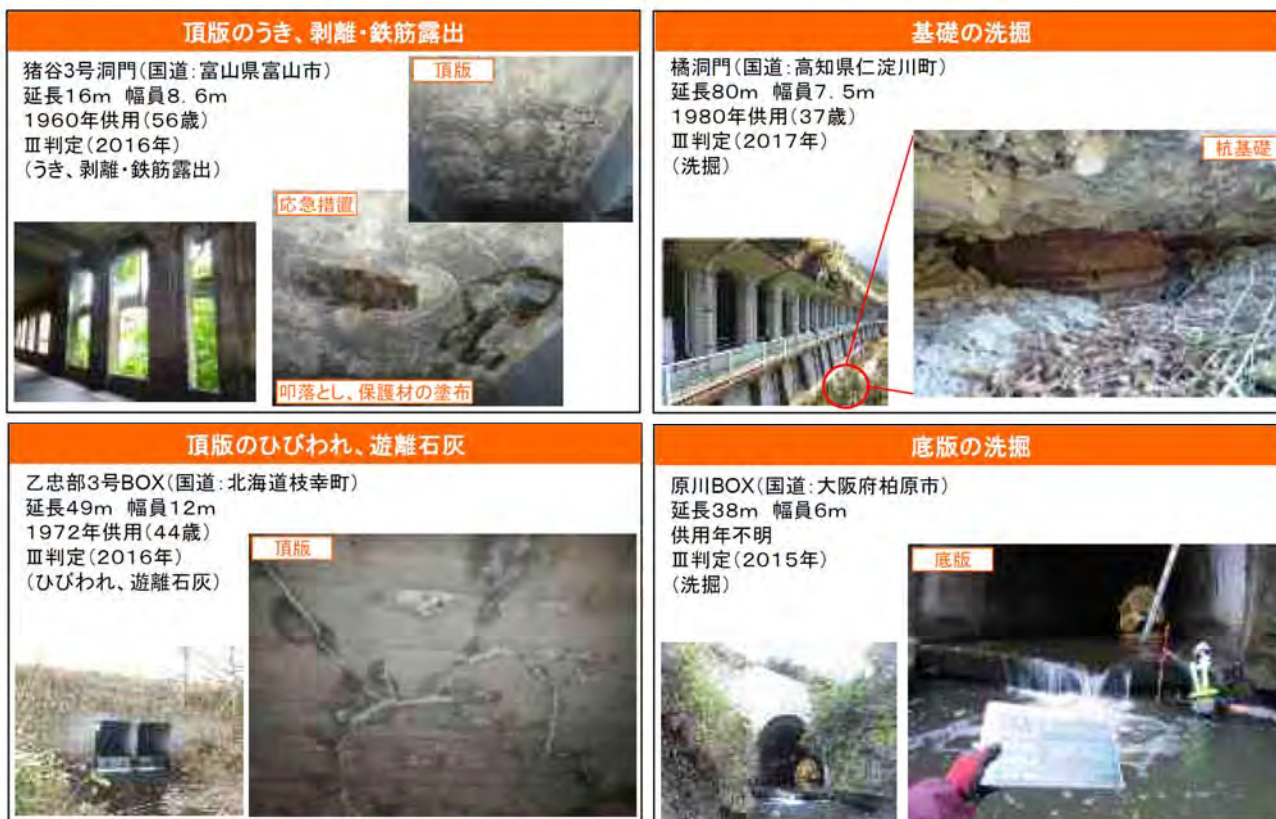 頂版のうき、剥離・鉄筋露出
猪谷3号洞門(国道:富山県富山市)
延長16m 幅員8.6m
1960年供用(56歳)
Ⅲ判定(2016年)
(うき、剥離・鉄筋露出)
頂版
応急措置
叩落とし、保護材の塗布
基礎の洗掘
橘洞門(国道:高知県仁淀川町)
延長80m 幅員7.5m
1980年供用(37歳)
Ⅲ判定(2017年)
(洗掘)
杭基礎
頂版のひびわれ、遊離石灰
乙忠部3号BOX(国道:北海道枝幸町)
延長49m 幅員12m
1972年供用(44歳)
Ⅲ判定(2016年)
(ひびわれ、遊離石灰)
頂版
底版の洗掘
原川BOX(国道:大阪府柏原市)
延長38m 幅員6m
供用年不明
Ⅲ判定(2015年)
(洗掘)
底版